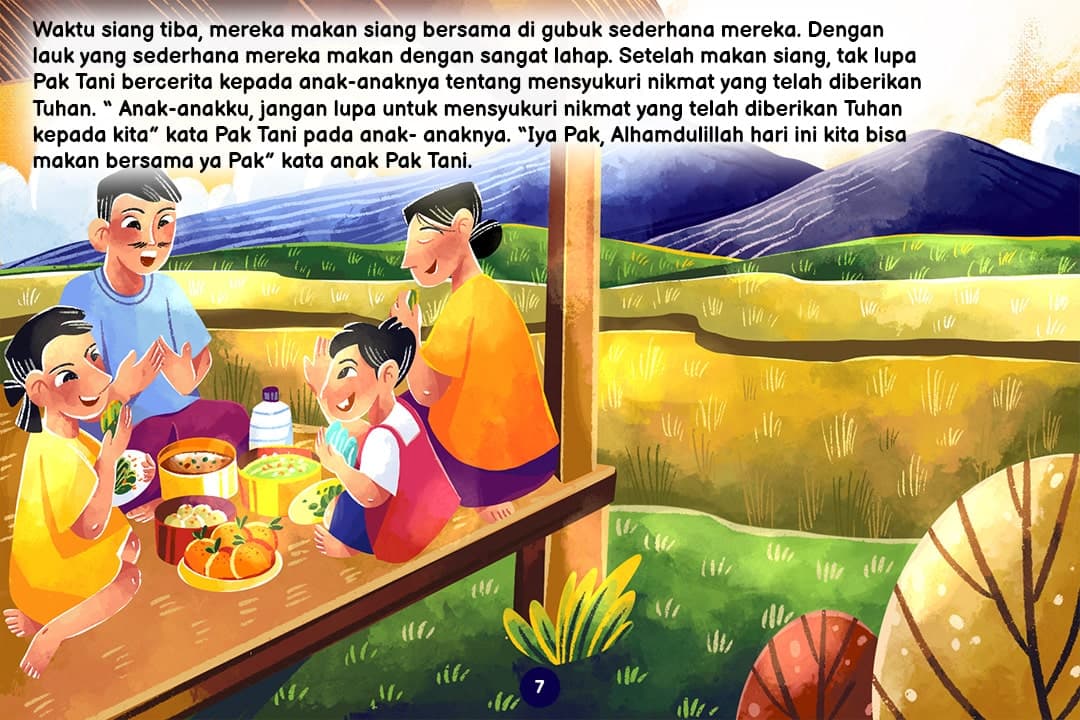 Waktu siang tiba, mereka makan siang bersama di gubuk sederhana mereka. Dengan
lauk yang sederhana mereka makan dengan sangat lahap. Setelah makan siang, tak lupa
Pak Tani bercerita kepada anak-anaknya tentang mensyukuri nikmat yang telah diberikan
Tuhan. “ Anak-anakku, jangan lupa untuk mensyukuri nikmat yang telah diberikan Tuhan
kepada kita” kata Pak Tani pada anak- anaknya. “Iya Pak, Alhamdulillah hari ini kita bisa
makan bersama ya Pak” kata anak Pak Tani.
7